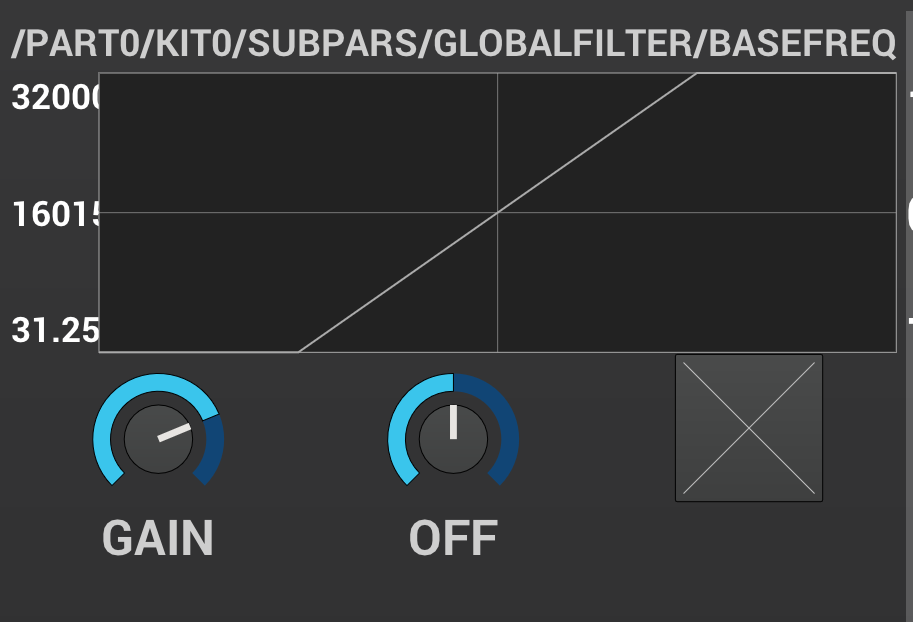 /PART0/KIT0/SUBPARS/GLOBALFILTER/BASEFREQ
32000
16015
31.25
GAIN
OFF